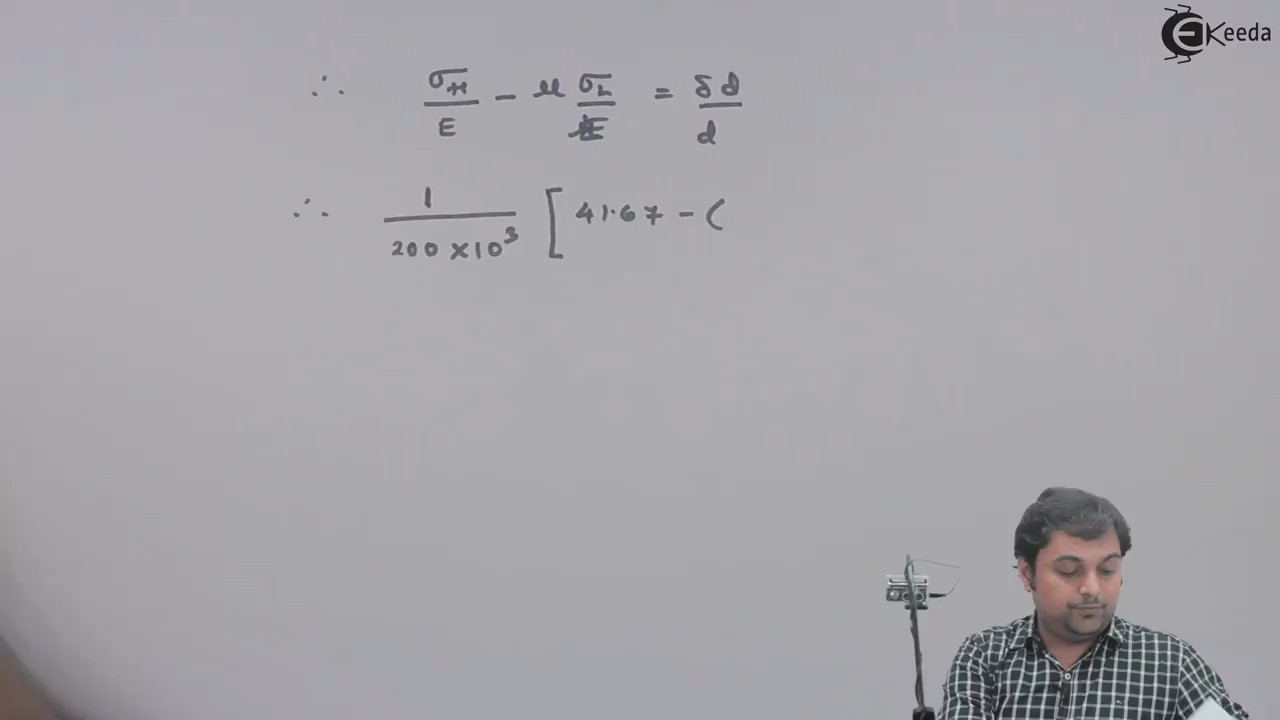 EKeeda
∴ σH/E - μ σL/E = δd/d
∴ 1/200×10³ [ 41.67 - (